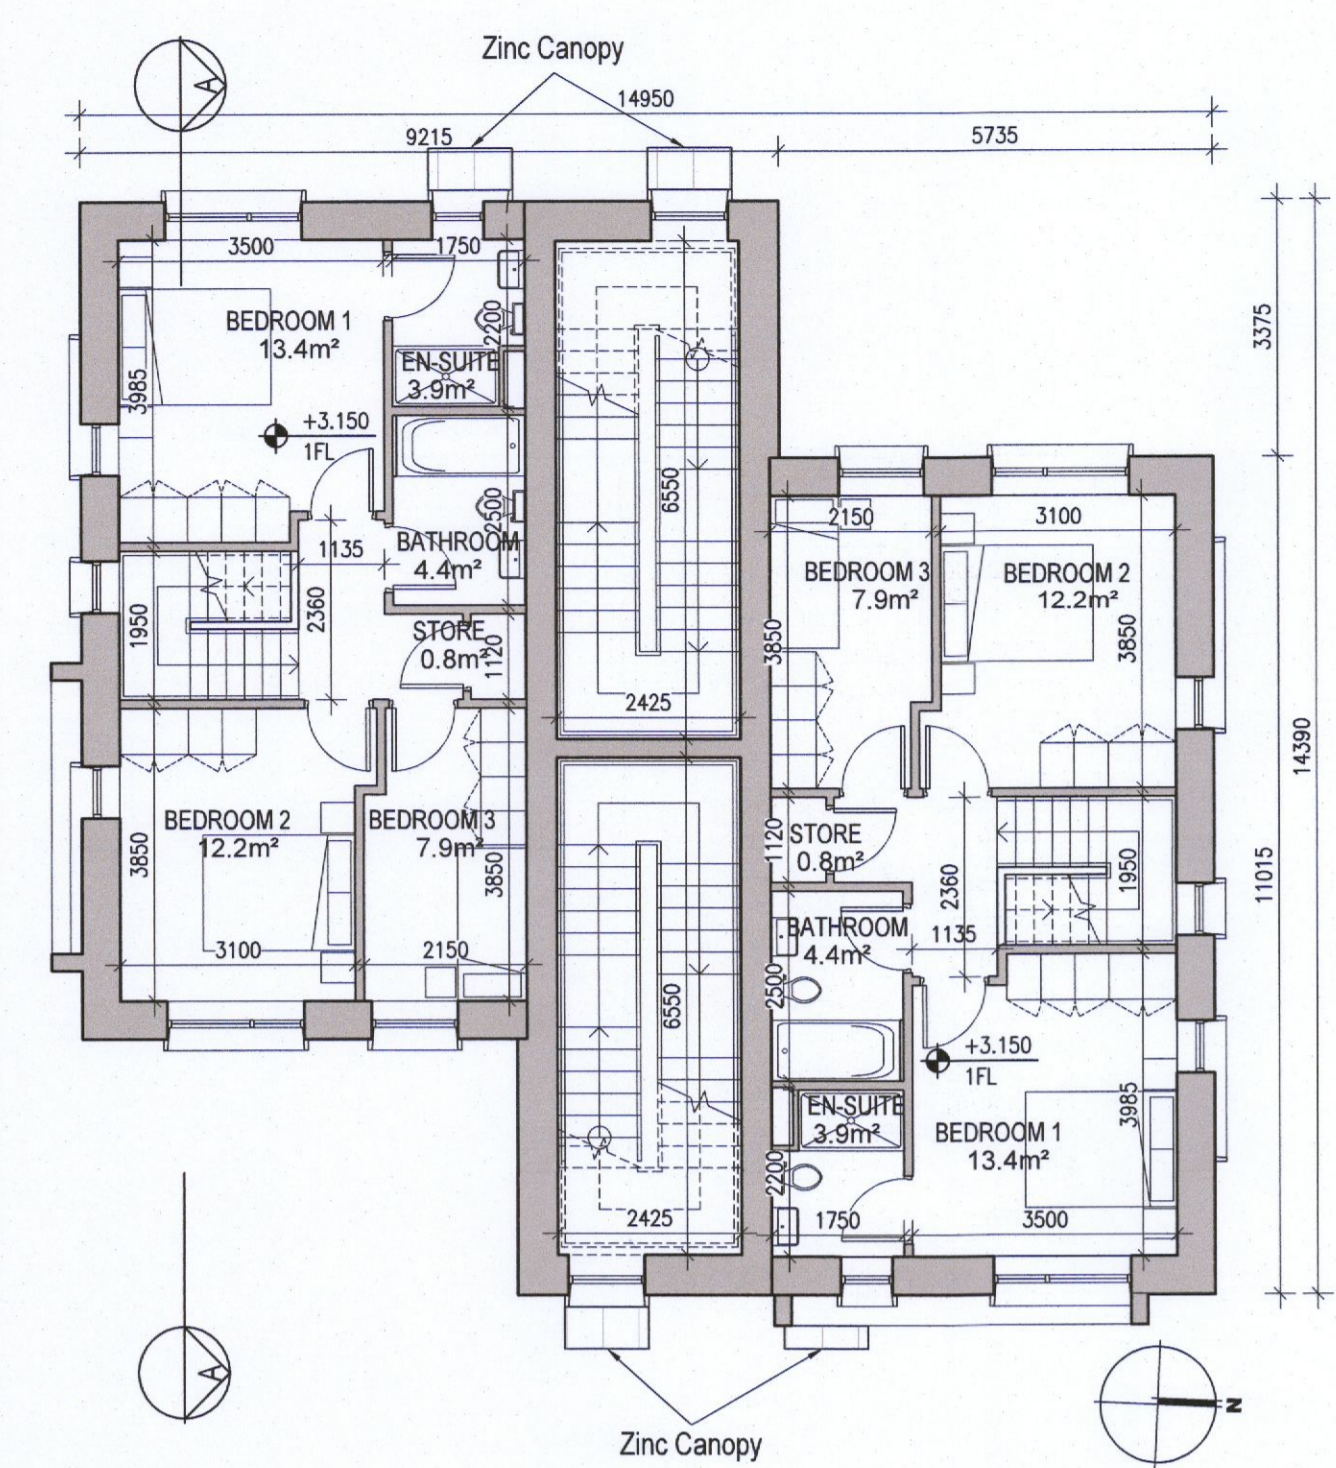 Zinc Canopy
A
14950
9215
5735
3500
1750
3375
BEDROOM 1
13.4m²
2200
EN-SUITE
3.9m²
3985
+3.150
1FL
6550
2500
BATHROOM
4.4m²
1135
2150
3100
BEDROOM 3
7.9m²
BEDROOM 2
12.2m²
1950
2360
STORE
0.8m²
1120
3850
3850
2425
14390
BEDROOM 2
12.2m²
BEDROOM 3
7.9m²
3850
3850
1120
STORE
0.8m²
2360
1950
11015
3100
2150
BATHROOM
4.4m²
1135
2500
6550
+3.150
1FL
EN-SUITE
3.9m²
BEDROOM 1
13.4m²
3985
2200
2425
1750
3500
A
N
Zinc Canopy